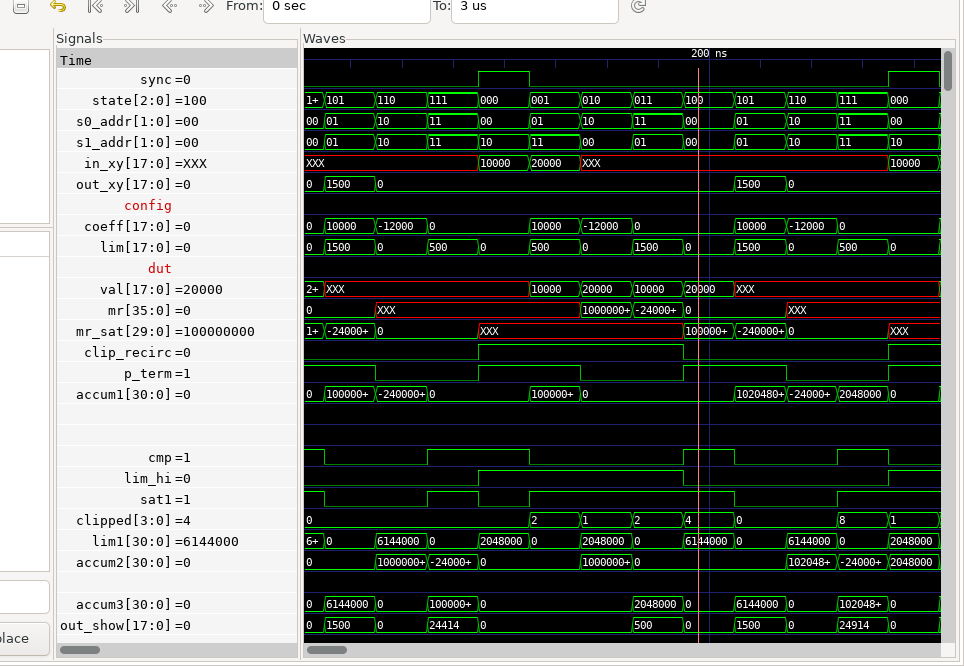 From: 0 sec To: 3 us
Signals Waves
Time 200 ns
sync=0
state[2:0]=100 1+ 101 110 111 000 001 010 011 100 101 110 111 000
s0_addr[1:0]=00 00 01 10 11 00 01 10 11 00 01 10 11 00
s1_addr[1:0]=00 00 01 10 11 10 11 00 01 00 01 10 11 10
in_xy[17:0]=XXX XXX 10000 20000 XXX 10000
out_xy[17:0]=0 0 1500 0 1500 0
config
coeff[17:0]=0 0 10000 -12000 0 10000 -12000 0 10000 -12000 0
lim[17:0]=0 0 1500 0 500 0 500 0 1500 0 1500 0 500 0
dut
val[17:0]=20000 2+ XXX 10000 20000 10000 20000 XXX
mr[35:0]=0 0 XXX 1000000+ -24000+ 0 XXX
mr_sat[29:0]=100000000 1+ -24000+ 0 XXX 100000+ -240000+ 0 XXX
clip_recirc=0
p_term=1
accum1[30:0]=0 0 100000+ -240000+ 0 100000+ 0 1020480+ -24000+ 2048000 0
cmp=1
lim_hi=0
sat1=1
clipped[3:0]=4 0 2 1 2 4 0 8 1
lim1[30:0]=6144000 6+ 0 6144000 0 2048000 0 2048000 0 6144000 0 6144000 0 2048000
accum2[30:0]=0 0 1000000+ -24000+ 0 1000000+ 0 102048+ -24000+ 2048000
accum3[30:0]=0 0 6144000 0 100000+ 0 2048000 0 6144000 0 102048+ 0
out_show[17:0]=0 0 1500 0 24414 0 500 0 1500 0 24914 0
place